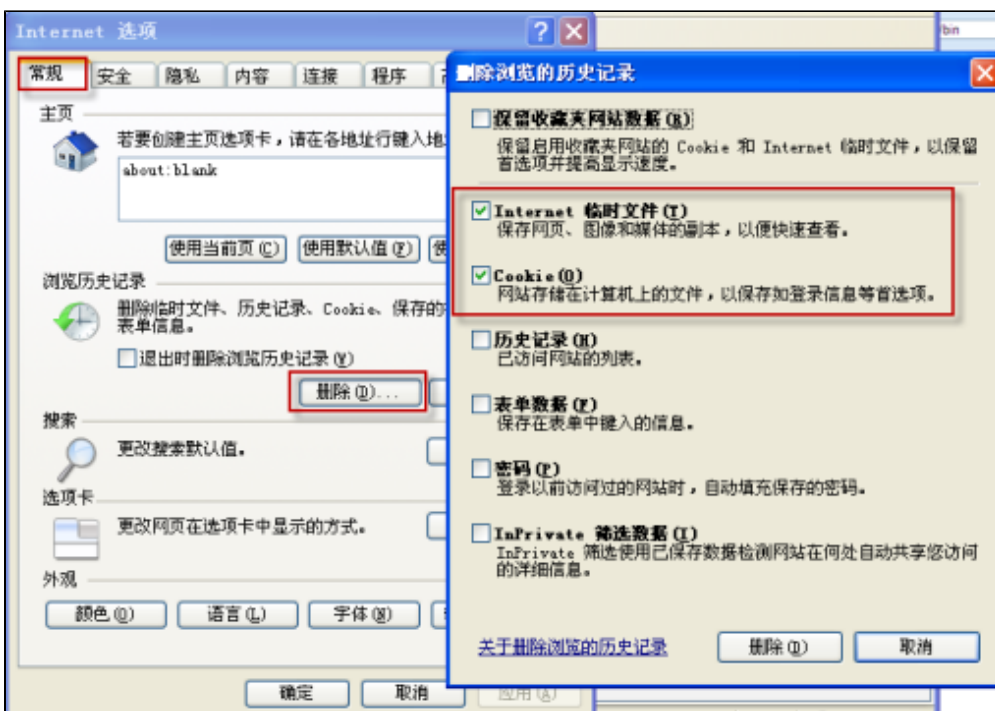 Internet 选项
常规
安全
隐私
内容
连接
程序
主页
若要创建主页选项卡，请在各地址行键入地
about:blank
使用当前页(C)
使用默认值(F)
浏览历史记录
删除临时文件、历史记录、Cookie、保存的
表单信息。
退出时删除浏览历史记录(W)
删除(D)...
搜索
更改搜索默认值。
选项卡
更改网页在选项卡中显示的方式。
外观
颜色(O)
语言(L)
字体(N)
确定
取消
应用(A)
bin
删除浏览的历史记录
保留收藏夹网站数据(R)
保留启用收藏夹网站的 Cookie 和 Internet 临时文件，以保留
首选项并提高显示速度。
Internet 临时文件(T)
保存网页、图像和媒体的副本，以便快速查看。
Cookie(O)
网站存储在计算机上的文件，以保存如登录信息等首选项。
历史记录(H)
已访问网站的列表。
表单数据(F)
保存在表单中键入的信息。
密码(P)
登录以前访问过的网站时，自动填充保存的密码。
InPrivate 筛选数据(I)
InPrivate 筛选使用已保存数据检测网站在何处自动共享您访问
的详细信息。
关于删除浏览的历史记录
删除(D)
取消